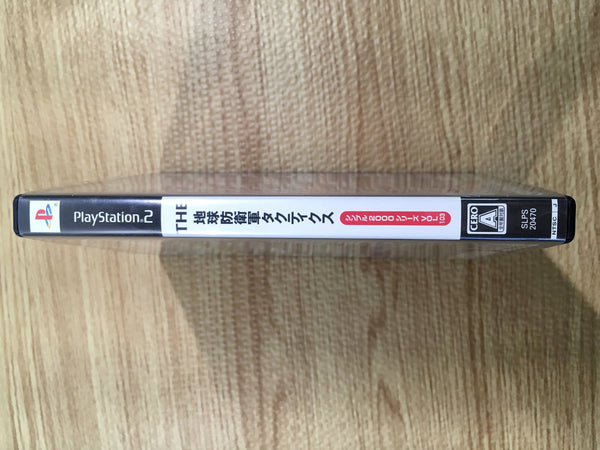 PlayStation.2
THE 地球防衛軍タクティクス
シンプル2000シリーズ VOL.103
CERO
A
SLPS
20470
NTSC J